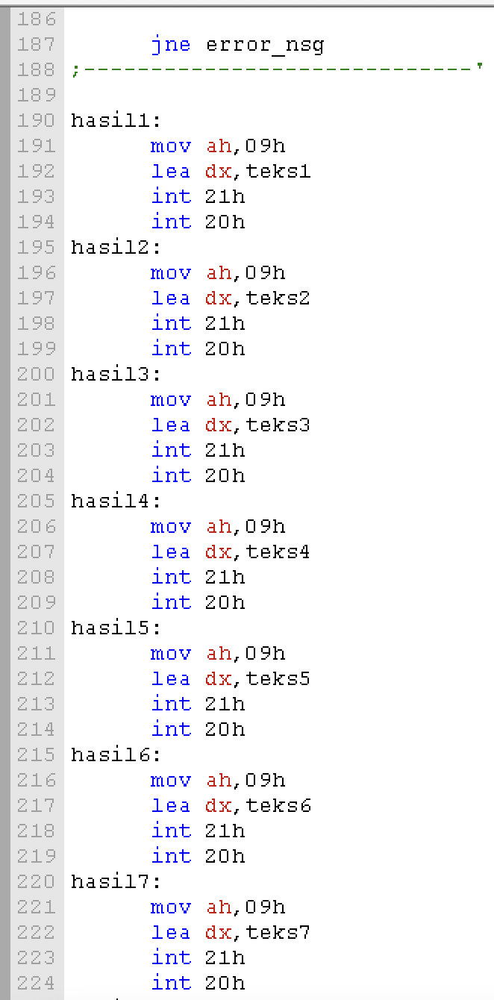 186
187 jne error_nsg
188 ;-----------------------------'
189
190 hasil1:
191 mov ah,09h
192 lea dx,teks1
193 int 21h
194 int 20h
195 hasil2:
196 mov ah,09h
197 lea dx,teks2
198 int 21h
199 int 20h
200 hasil3:
201 mov ah,09h
202 lea dx,teks3
203 int 21h
204 int 20h
205 hasil4:
206 mov ah,09h
207 lea dx,teks4
208 int 21h
209 int 20h
210 hasil5:
211 mov ah,09h
212 lea dx,teks5
213 int 21h
214 int 20h
215 hasil6:
216 mov ah,09h
217 lea dx,teks6
218 int 21h
219 int 20h
220 hasil7:
221 mov ah,09h
222 lea dx,teks7
223 int 21h
224 int 20h